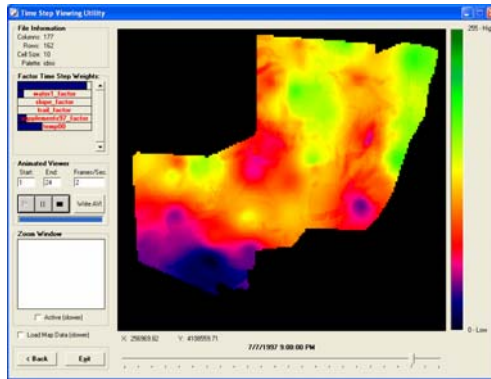 Time Step Viewing Utility
File Information
Columns: 177
Rows: 162
Cell Size: 10
Palette: idrisi
Factor Time Step Weights:
water1_factor
slope_factor
trail_factor
supplements97_factor
temp80
Animated Viewer
Start: End: Frames/Sec:
1 24 2
Write AVI
Zoom Window
Active (slower)
Load Map Data (slower)
< Back Exit
X: 296969.62 Y: 4108559.71
7/7/1997 9:00:00 PM
255 - High
0 - Low